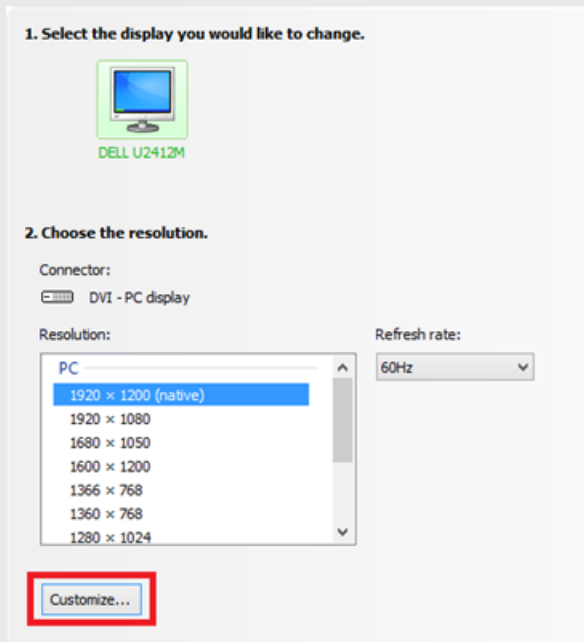 1. Select the display you would like to change.
DELL U2412M
2. Choose the resolution.
Connector:
DVI - PC display
Resolution:
Refresh rate:
PC
60Hz
1920 × 1200 (native)
1920 × 1080
1680 × 1050
1600 × 1200
1366 × 768
1360 × 768
1280 × 1024
Customize...